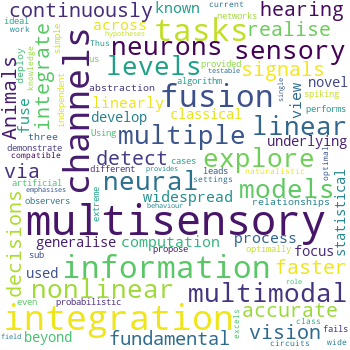 continuously
known
current
networks
hearing
ideal
work
across
hypotheses
tasks
realise
deploy
knowledge
simple
Thus
us
neurons
sensory
Animals
integrate
fuse
channels
independent
levels
provided
signals
testable
algorithm
spiking
single
abstraction
linearly
classical
fusion
view
novel
performs
develop
Using
multiple
linear
three
demonstrate
compatible
detect
cases
underlying
different
leads
explore
optimal
via
artificial
emphasises
neural
extreme
provides
settings
naturalistic
models
statistical
decisions
observers
behaviour
widespread
relationships
multisensory
generalise
computation
propose
process
optimally
focus
sub
used
information
faster
role
nonlinear
multimodal
even
beyond
probabilistic
accurate
integration
excels
class
fails
fundamental
vision
circuits
field
wide